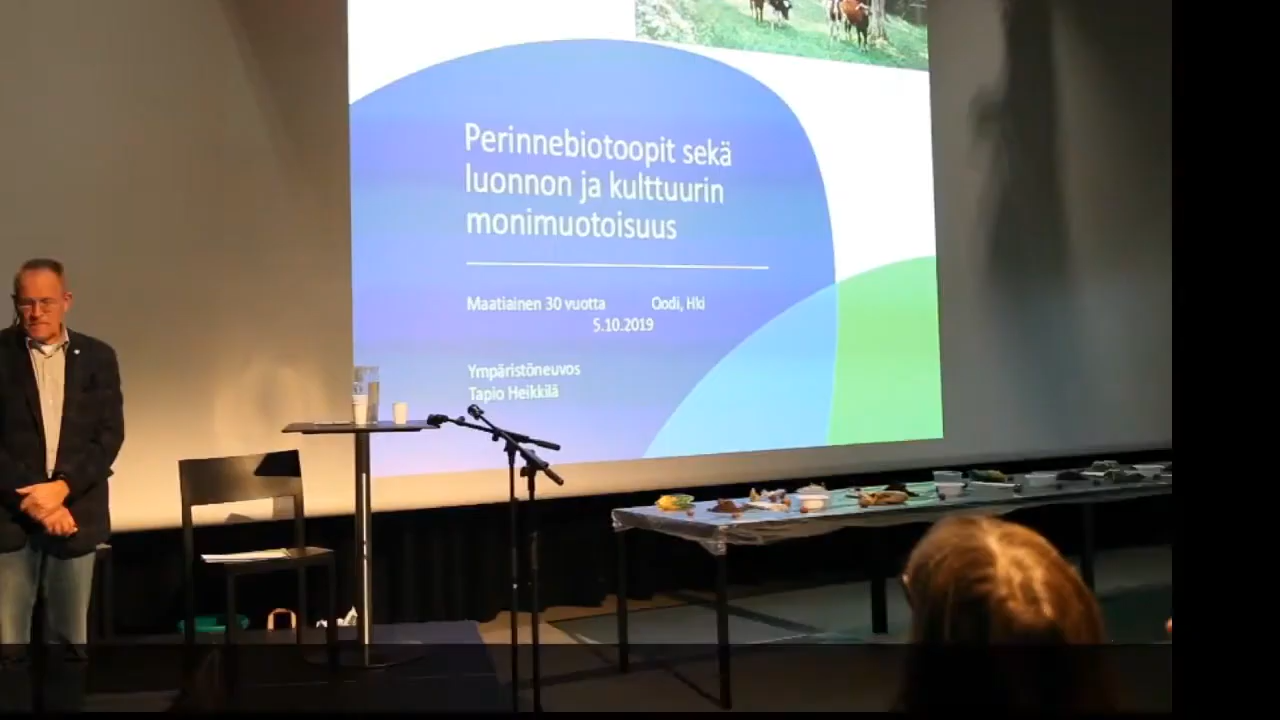 Perinnebiotoopit sekä
luonnon ja kulttuurin
monimuotoisuus
Maatiainen 30 vuotta Oodi, Hki
5.10.2019
Ympäristöneuvos
Tapio Heikkilä